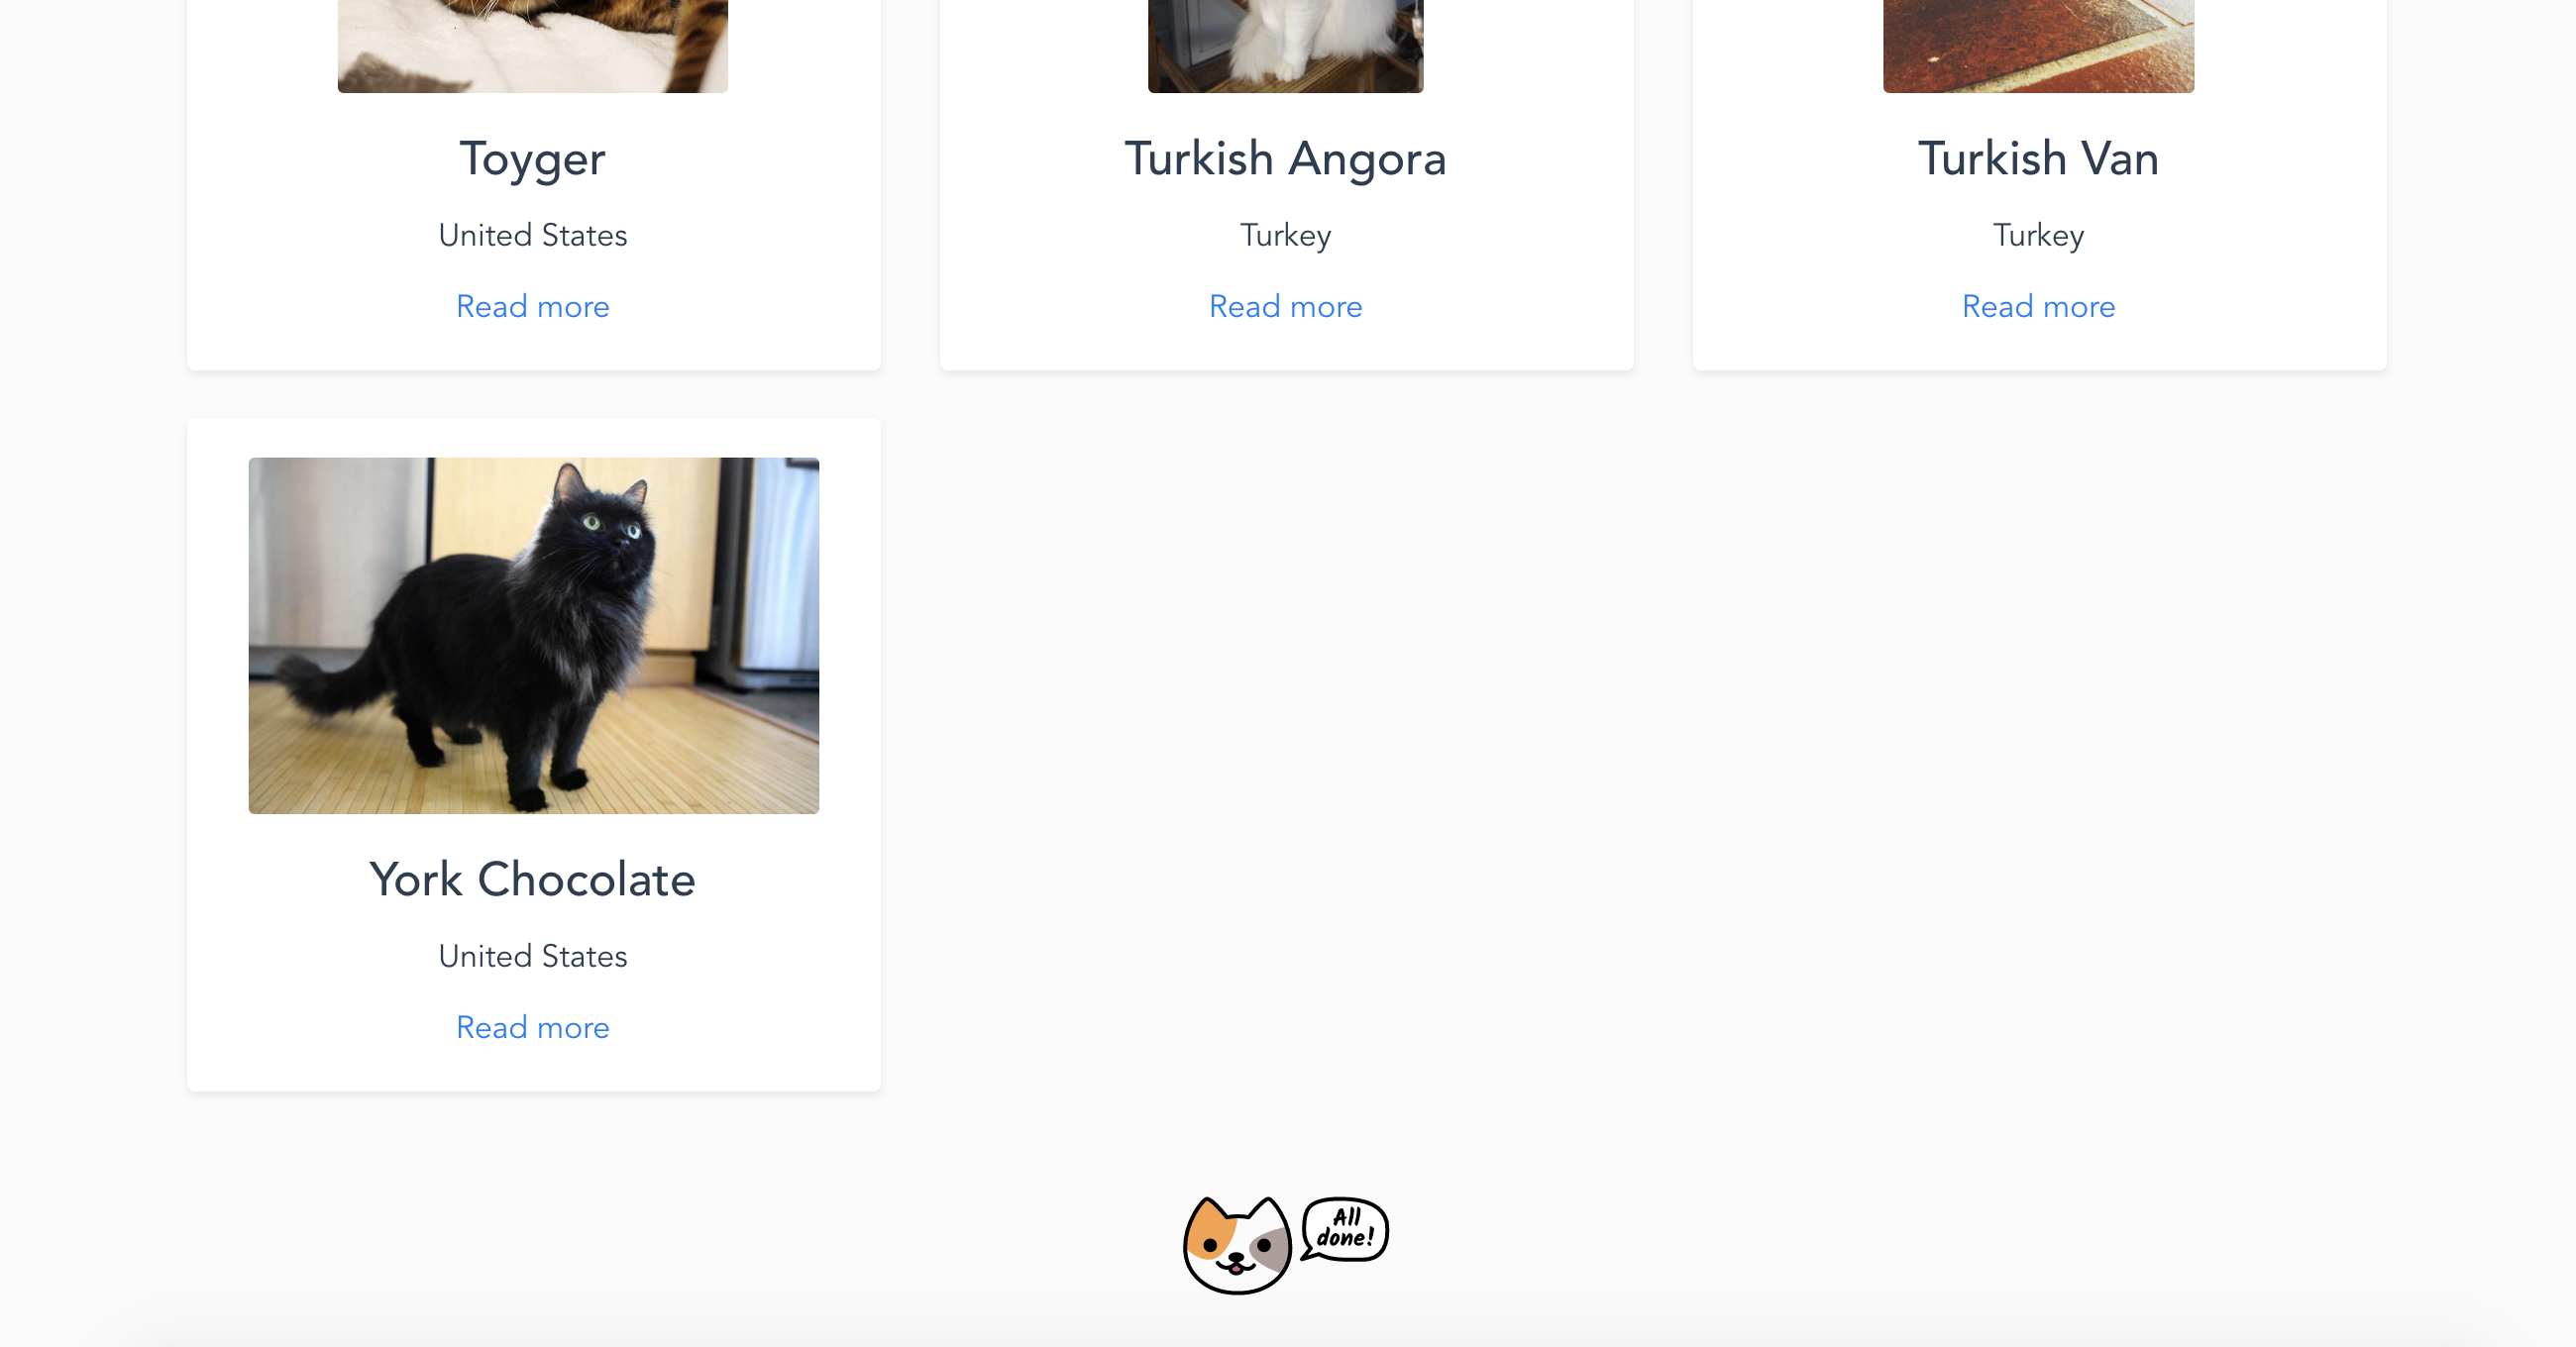 Toyger
United States
Read more
Turkish Angora
Turkey
Read more
Turkish Van
Turkey
Read more
York Chocolate
United States
Read more
All
done!